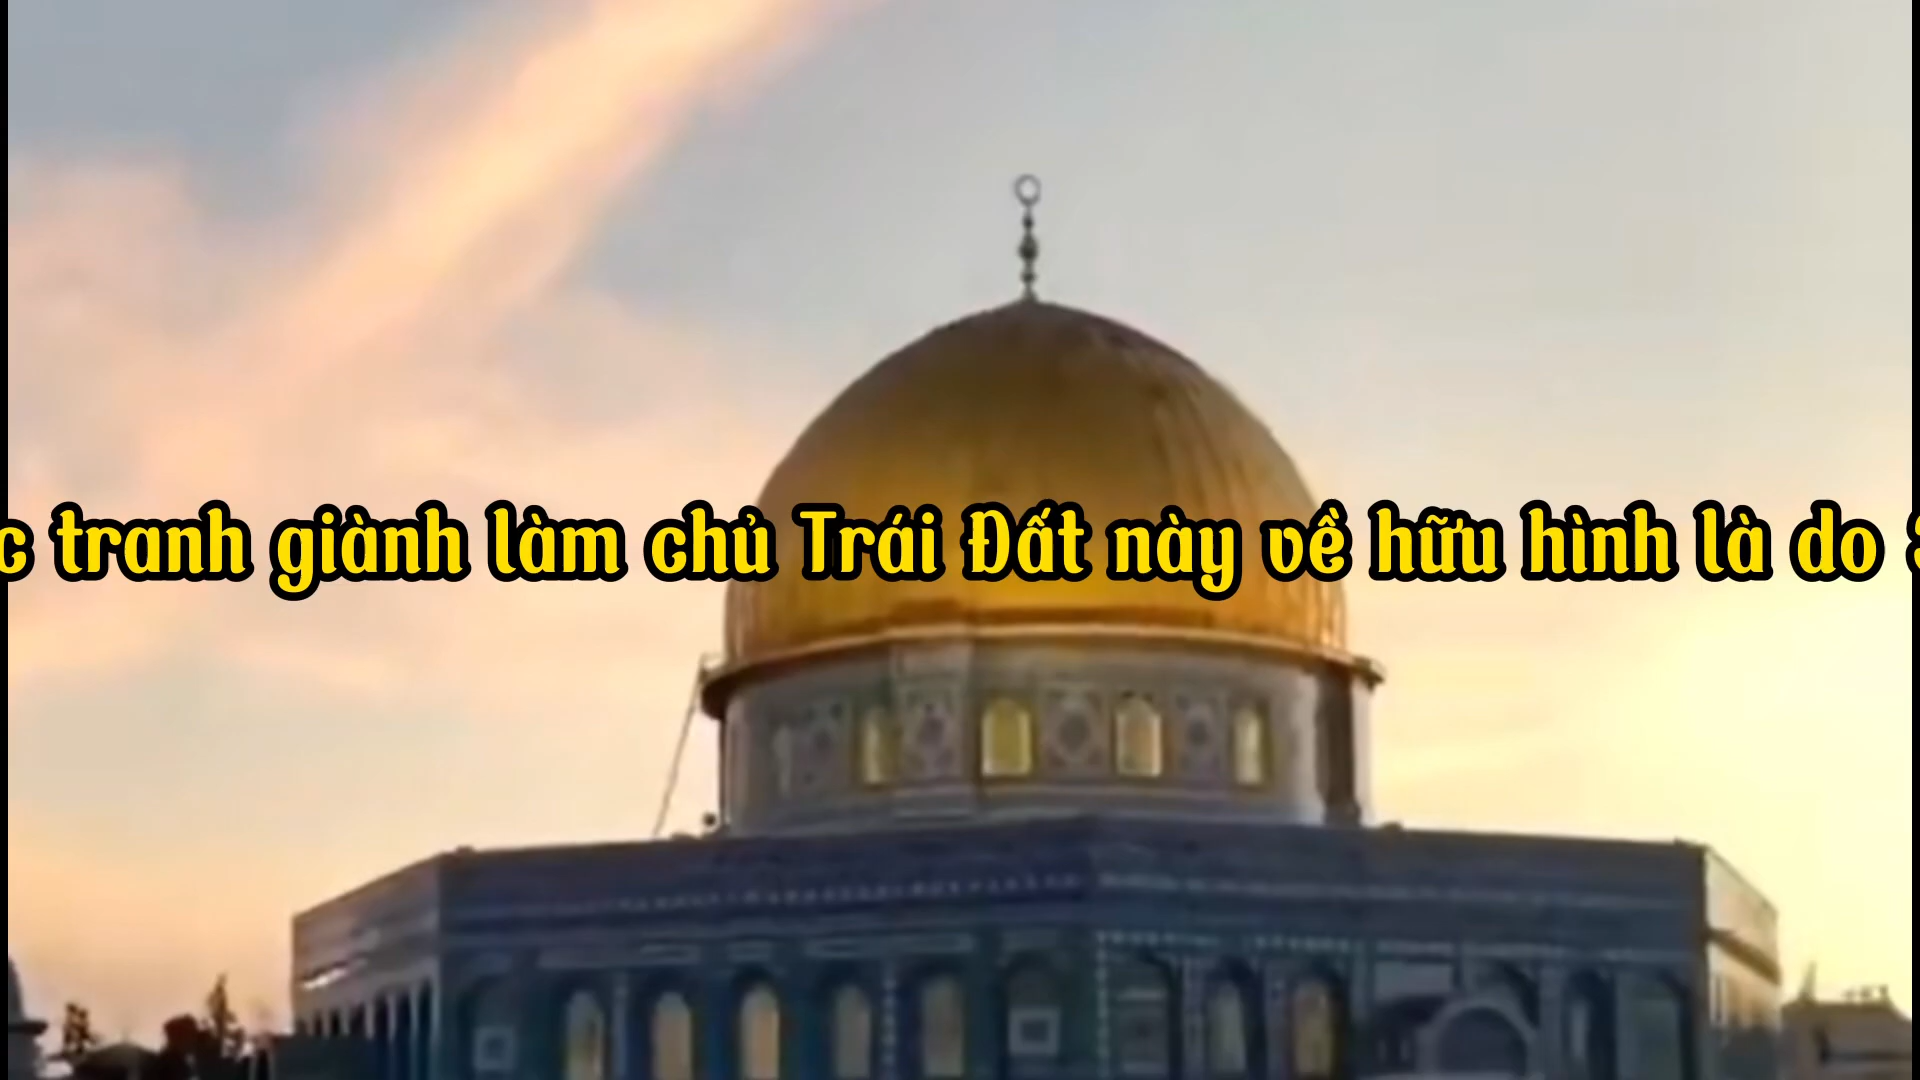 tranh giành làm chủ Trái Đất này về hữu hình là do